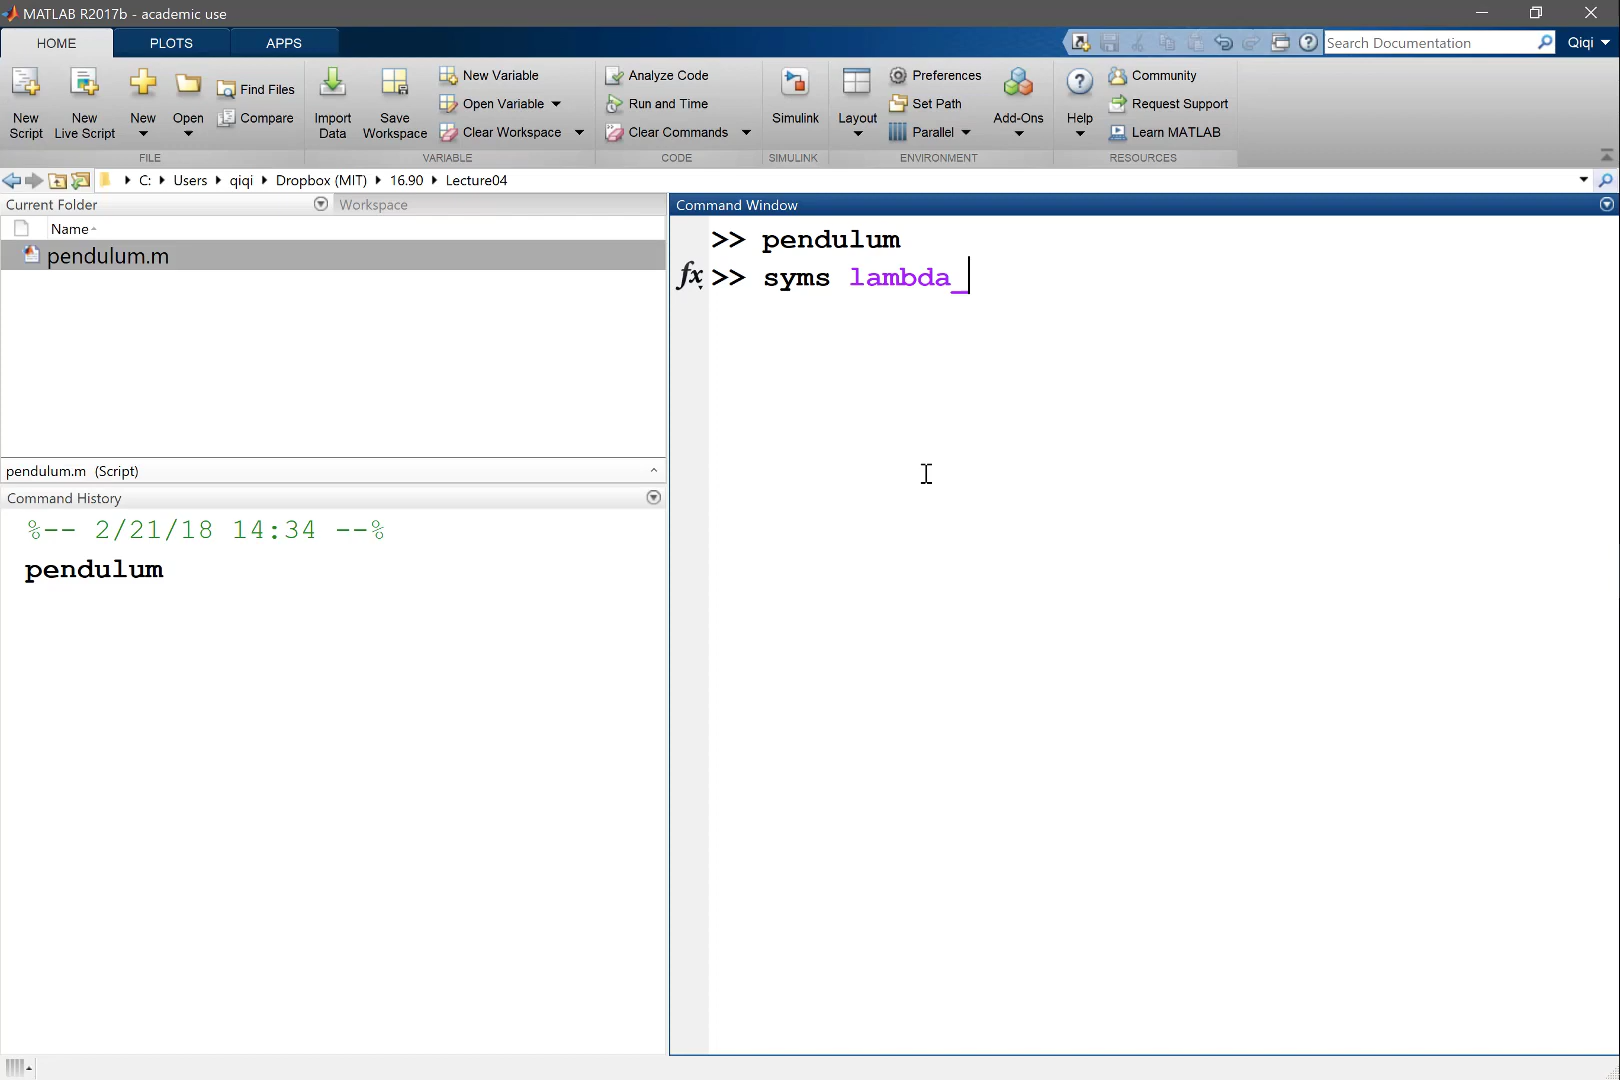 MATLAB R2017b - academic use
HOME PLOTS APPS
Search Documentation
Qiqi
New Script
New Live Script
New
Open
Find Files
Compare
FILE
Import Data
Save Workspace
New Variable
Open Variable
Clear Workspace
VARIABLE
Analyze Code
Run and Time
Clear Commands
CODE
Simulink
SIMULINK
Layout
Preferences
Set Path
Parallel
Add-Ons
ENVIRONMENT
Help
Community
Request Support
Learn MATLAB
RESOURCES
C: Users qiqi Dropbox (MIT) 16.90 Lecture04
Current Folder
Workspace
Name
pendulum.m
pendulum.m (Script)
Command History
%-- 2/21/18 14:34 --%
pendulum
Command Window
>> pendulum
fx >> syms lambda_